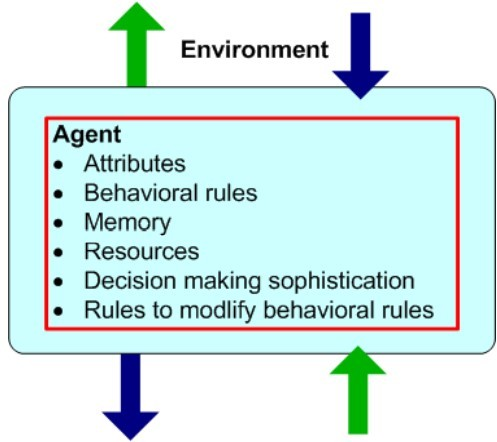 Environment
Agent
• Attributes
• Behavioral rules
• Memory
• Resources
• Decision making sophistication
• Rules to modlify behavioral rules